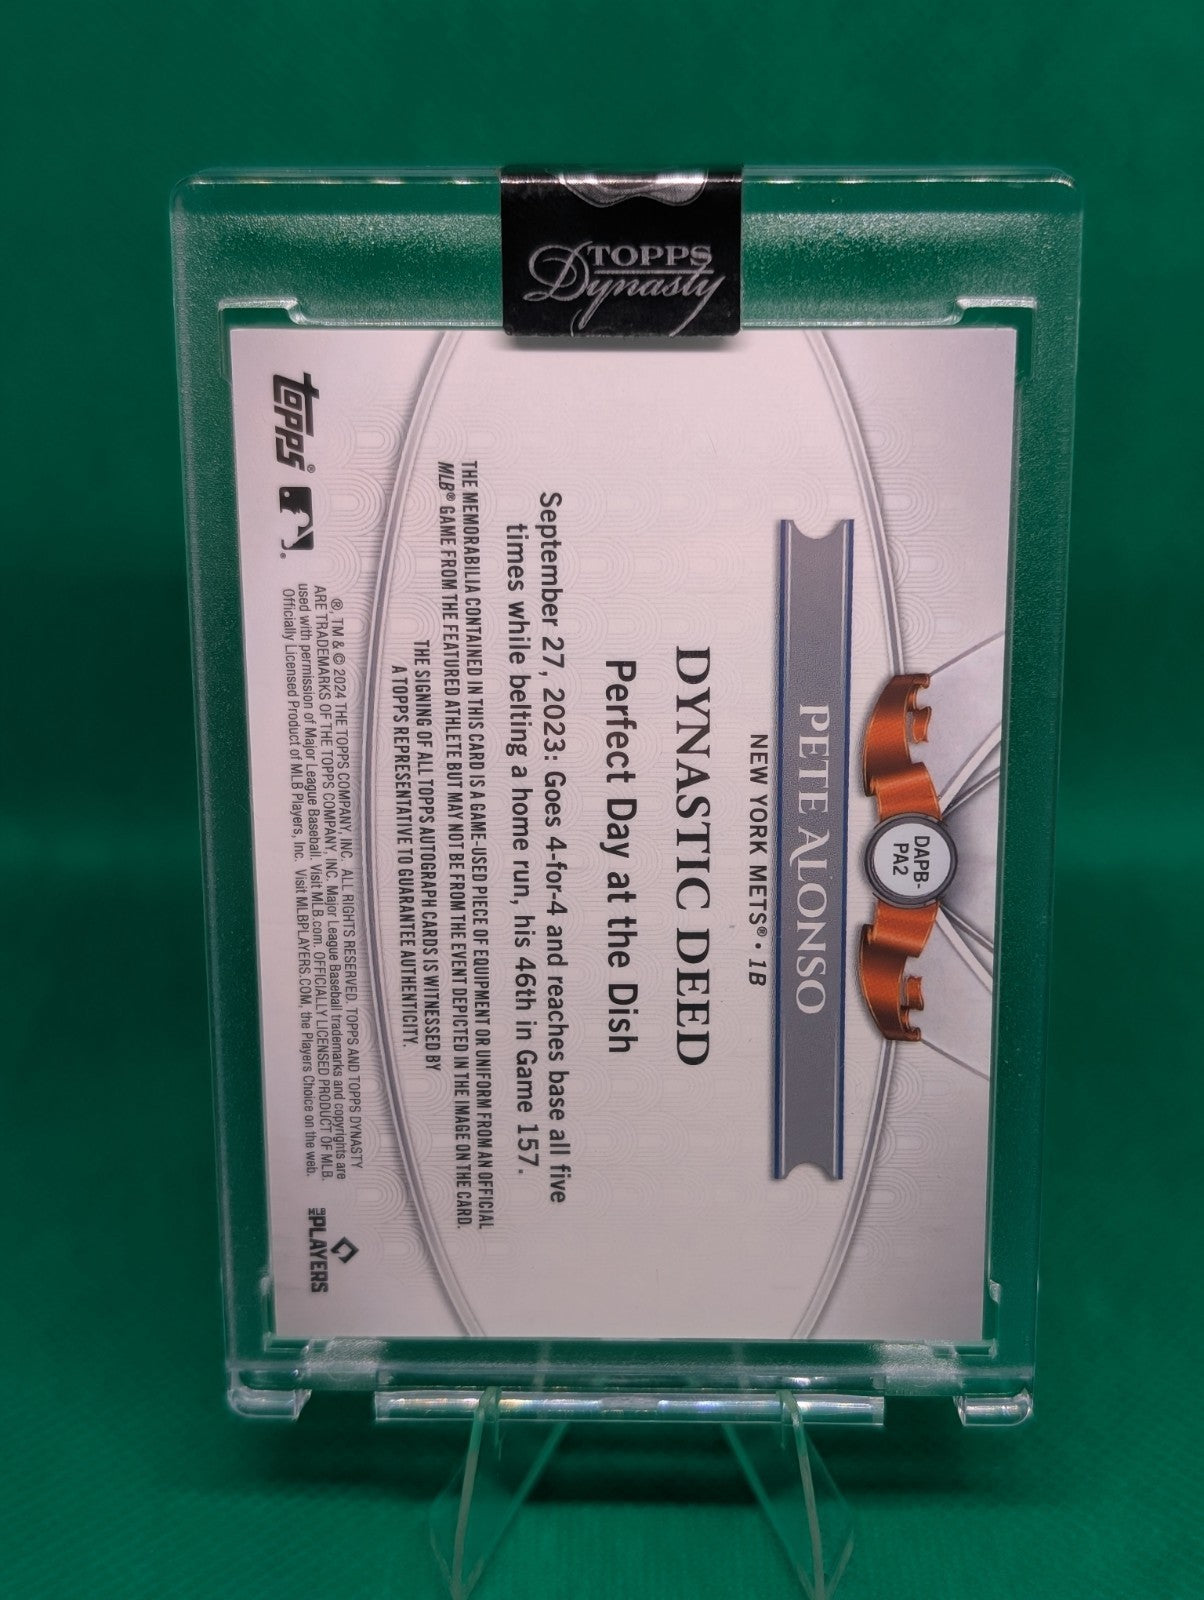 TOPPS
Dynasty
DAPB-
PA2
PETE ALONSO
NEW YORK METS® • 1B
DYNASTIC DEED
Perfect Day at the Dish
September 27, 2023: Goes 4-for-4 and reaches base all five
times while belting a home run, his 46th in Game 157.
THE MEMORABILIA CONTAINED IN THIS CARD IS A GAME-USED PIECE OF EQUIPMENT OR UNIFORM FROM AN OFFICIAL
MLB® GAME FROM THE FEATURED ATHLETE BUT MAY NOT BE FROM THE EVENT DEPICTED IN THE IMAGE ON THE CARD.
THE SIGNING OF ALL TOPPS AUTOGRAPH CARDS IS WITNESSED BY
A TOPPS REPRESENTATIVE TO GUARANTEE AUTHENTICITY.
topps®
®, TM & © 2024 THE TOPPS COMPANY, INC. ALL RIGHTS RESERVED. TOPPS AND TOPPS DYNASTY
ARE TRADEMARKS OF THE TOPPS COMPANY, INC. Major League Baseball trademarks and copyrights are
used with permission of Major League Baseball. Visit MLB.com. OFFICIALLY LICENSED PRODUCT OF MLB
Officially Licensed Product of MLB Players, Inc. Visit MLBPLAYERS.COM, the Players Choice on the web.
MLB PLAYERS